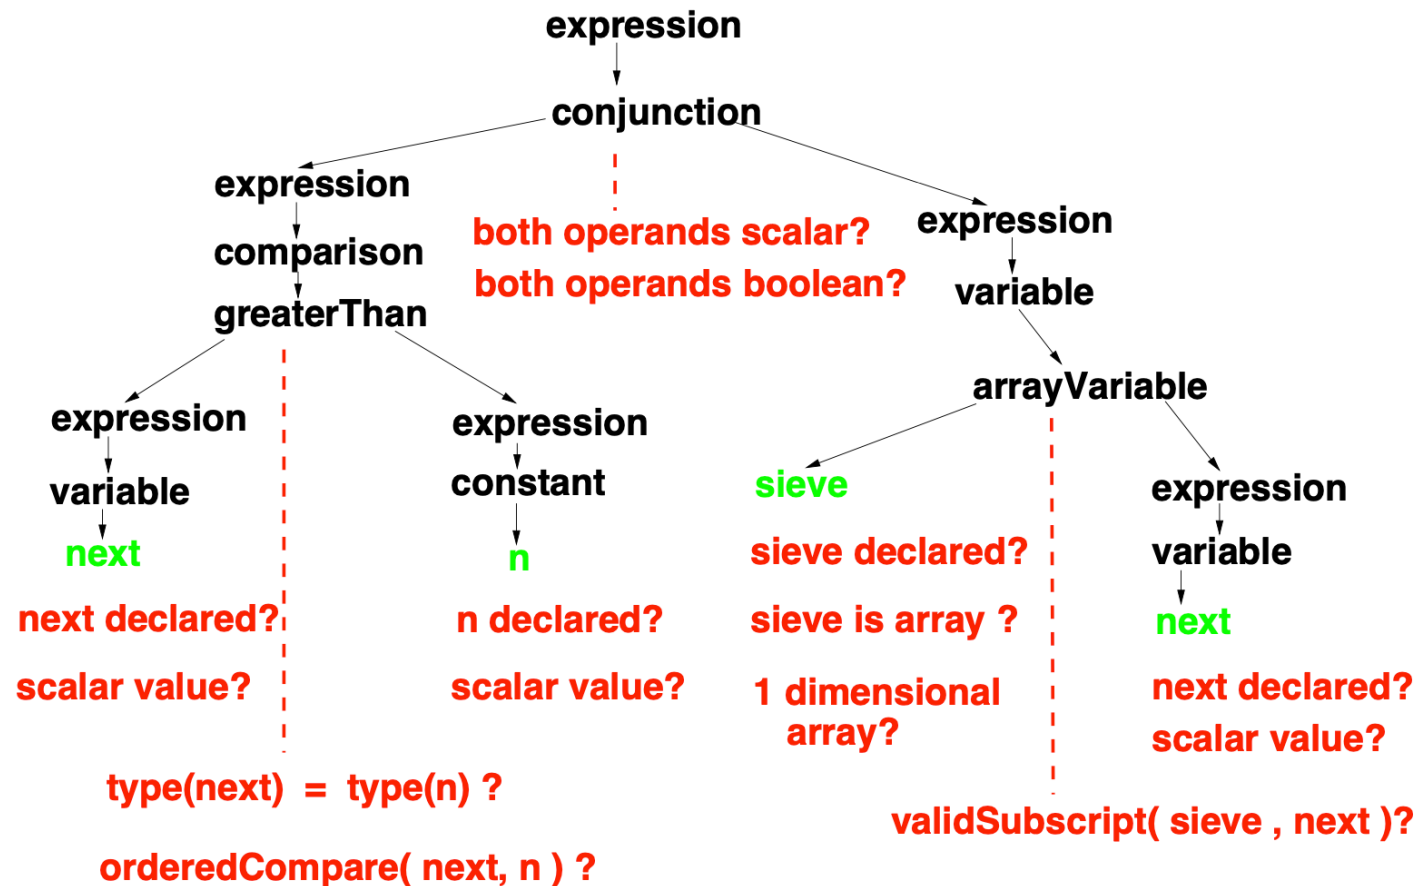 expression
conjunction
expression
both operands scalar?
expression
comparison
both operands boolean?
variable
greaterThan
arrayVariable
expression
expression
variable
constant
sieve
expression
next
n
sieve declared?
variable
next declared?
n declared?
sieve is array ?
next
scalar value?
scalar value?
1 dimensional
array?
next declared?
scalar value?
type(next) = type(n) ?
validSubscript( sieve , next )?
orderedCompare( next, n ) ?